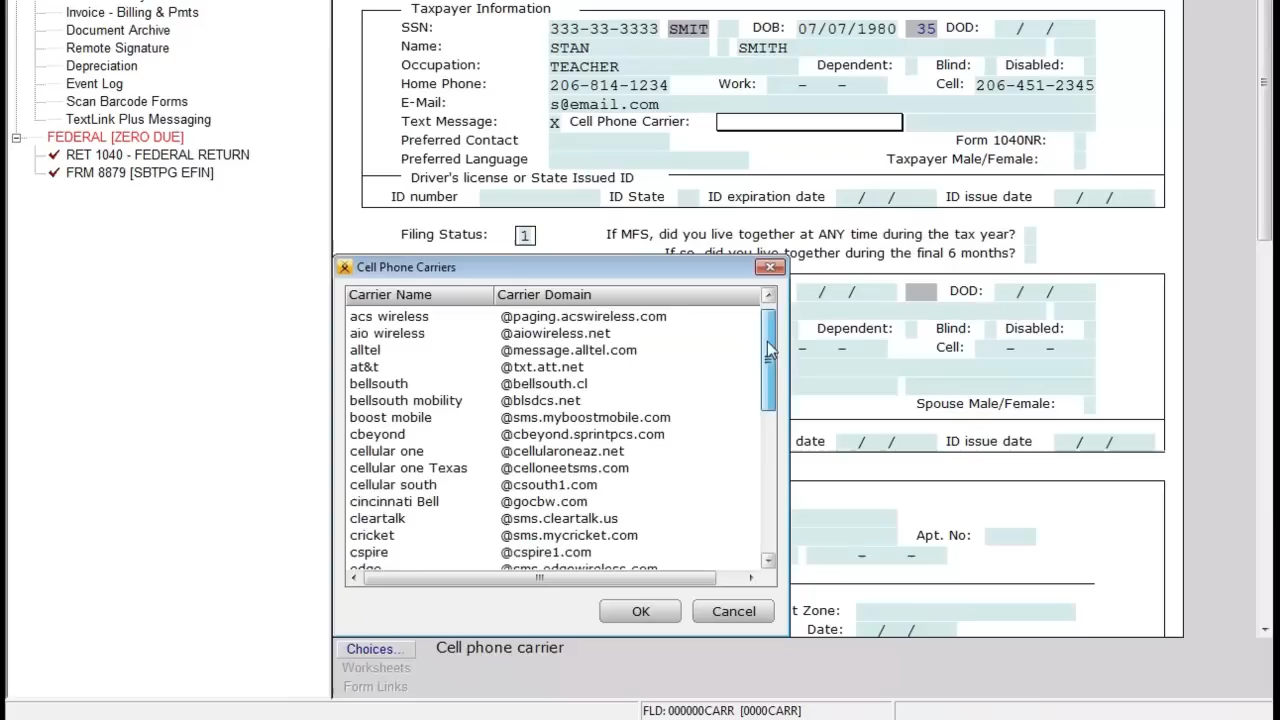 Invoice - Billing & Pmts
Document Archive
Remote Signature
Depreciation
Event Log
Scan Barcode Forms
TextLink Plus Messaging
FEDERAL [ZERO DUE]
RET 1040 - FEDERAL RETURN
FRM 8879 [SBTPG EFIN]
Taxpayer Information
SSN: 333-33-3333 SMIT DOB: 07/07/1980 35 DOD: / /
Name: STAN SMITH
Occupation: TEACHER Dependent: Blind: Disabled:
Home Phone: 206-814-1234 Work: - - Cell: 206-451-2345
E-Mail: s@email.com
Text Message: X Cell Phone Carrier:
Preferred Contact Form 1040NR:
Preferred Language Taxpayer Male/Female:
Driver's license or State Issued ID
ID number ID State ID expiration date / / ID issue date / /
Filing Status: 1 If MFS, did you live together at ANY time during the tax year?
If so, did you live together during the final 6 months?
Cell Phone Carriers
Carrier Name Carrier Domain
acs wireless @paging.acswireless.com
aio wireless @aiowireless.net
alltel @message.alltel.com
at&t @txt.att.net
bellsouth @bellsouth.cl
bellsouth mobility @blsdcs.net
boost mobile @sms.myboostmobile.com
cbeyond @cbeyond.sprintpcs.com
cellular one @cellularoneaz.net
cellular one Texas @celloneetsms.com
cellular south @csouth1.com
cincinnati Bell @gocbw.com
cleartalk @sms.cleartalk.us
cricket @sms.mycricket.com
cspire @cspire1.com
edge @sms.edgewireless.com
OK Cancel
/ / DOD: / /
Dependent: Blind: Disabled:
- - Cell: - -
Spouse Male/Female:
date / / ID issue date / /
Apt. No:
- -
t Zone:
Date: / /
Choices... Cell phone carrier
Worksheets
Form Links
FLD: 000000CARR [0000CARR]